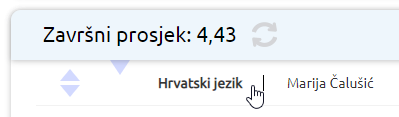 Završni prosjek: 4,43
Hrvatski jezik Marija Čalušić